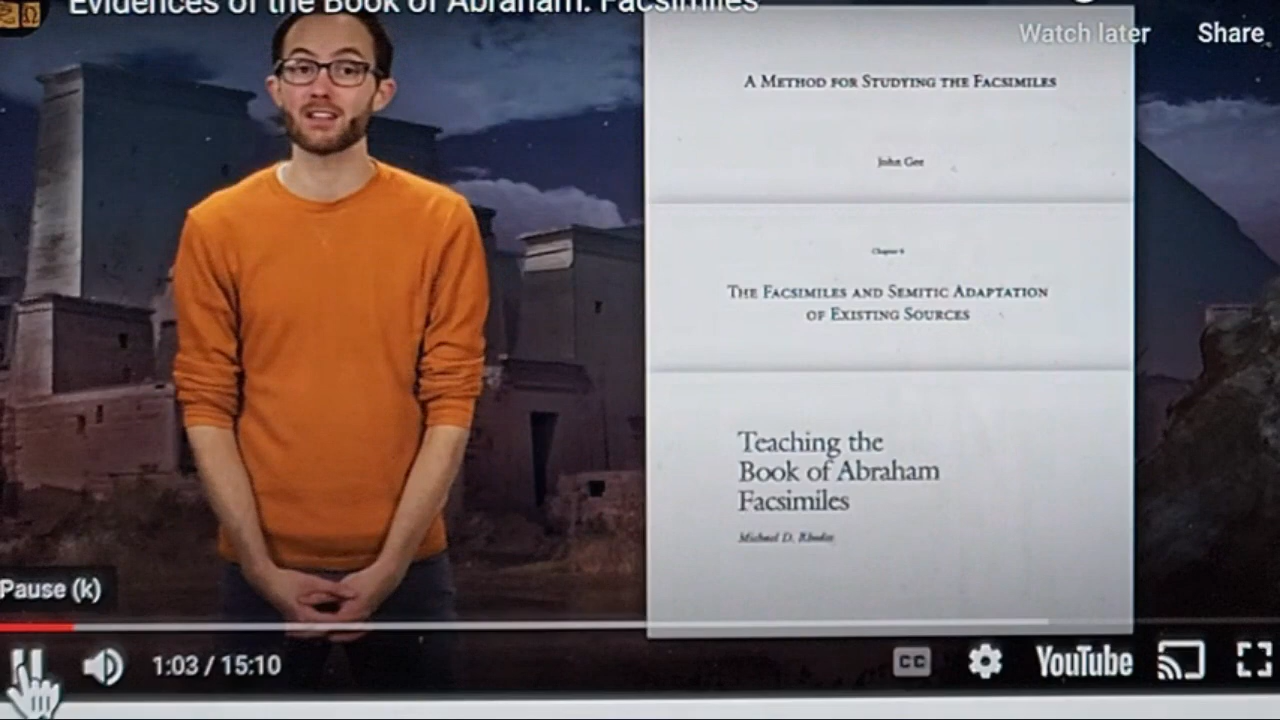 Evidences of the Book of Abraham: Facsimiles
Watch later
Share
A Method for Studying the Facsimiles
John Gee
Chapter 6
The Facsimiles and Semitic Adaptation
of Existing Sources
Teaching the
Book of Abraham
Facsimiles
Michael D. Rhodes
Pause (k)
1:03 / 15:10
CC
YouTube